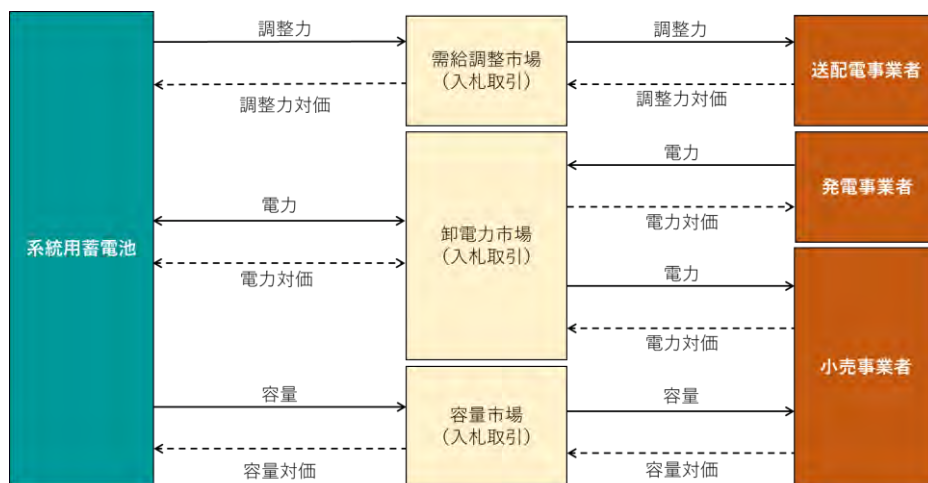 系統用蓄電池
調整力
調整力対価
需給調整市場
（入札取引）
調整力
調整力対価
送配電事業者
電力
電力対価
卸電力市場
（入札取引）
電力
電力対価
発電事業者
電力
電力対価
小売事業者
容量
容量対価
容量市場
（入札取引）
容量
容量対価